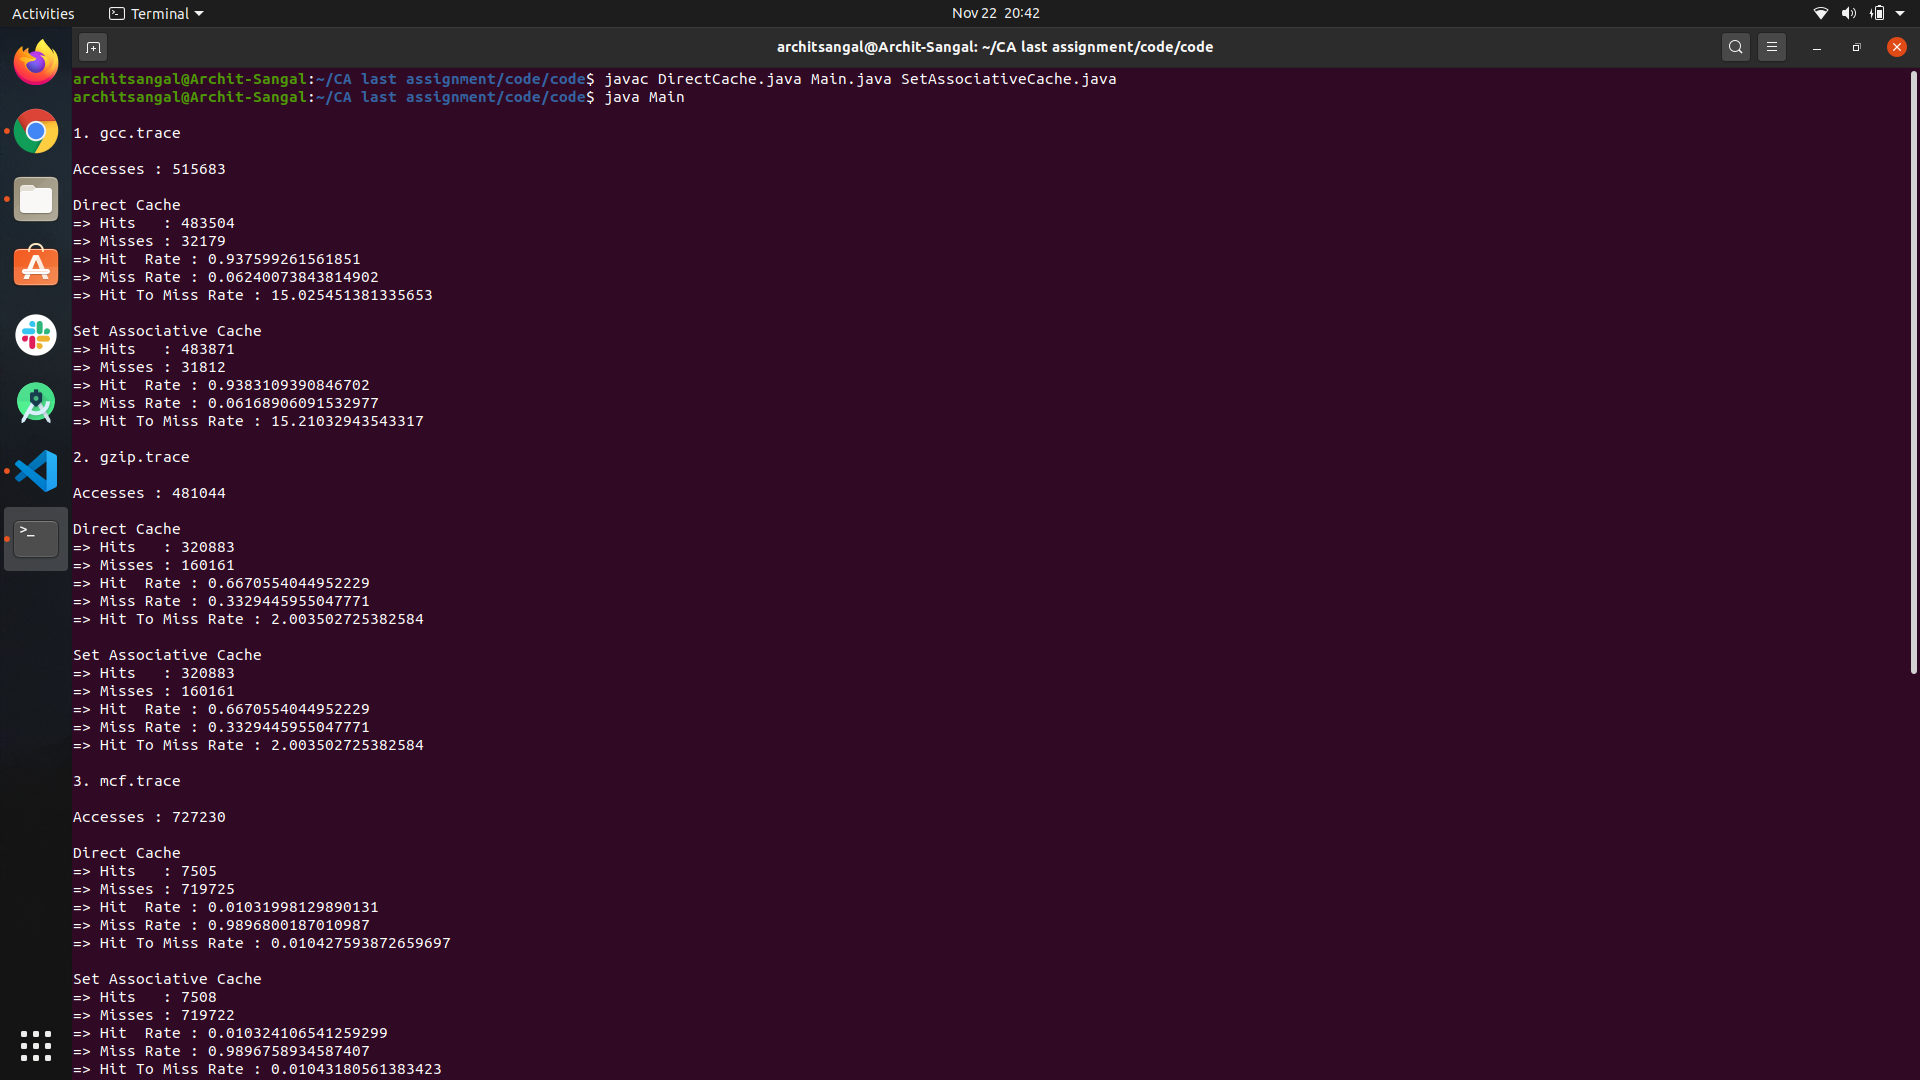 Activities
Terminal
Nov 22 20:42
architsangal@Archit-Sangal: ~/CA last assignment/code/code
architsangal@Archit-Sangal:~/CA last assignment/code/code$ javac DirectCache.java Main.java SetAssociativeCache.java
architsangal@Archit-Sangal:~/CA last assignment/code/code$ java Main
1. gcc.trace
Accesses : 515683
Direct Cache
=> Hits   : 483504
=> Misses : 32179
=> Hit  Rate : 0.937599261561851
=> Miss Rate : 0.06240073843814902
=> Hit To Miss Rate : 15.025451381335653
Set Associative Cache
=> Hits   : 483871
=> Misses : 31812
=> Hit  Rate : 0.9383109390846702
=> Miss Rate : 0.06168906091532977
=> Hit To Miss Rate : 15.21032943543317
2. gzip.trace
Accesses : 481044
Direct Cache
=> Hits   : 320883
=> Misses : 160161
=> Hit  Rate : 0.6670554044952229
=> Miss Rate : 0.3329445955047771
=> Hit To Miss Rate : 2.003502725382584
Set Associative Cache
=> Hits   : 320883
=> Misses : 160161
=> Hit  Rate : 0.6670554044952229
=> Miss Rate : 0.3329445955047771
=> Hit To Miss Rate : 2.003502725382584
3. mcf.trace
Accesses : 727230
Direct Cache
=> Hits   : 7505
=> Misses : 719725
=> Hit  Rate : 0.01031998129890131
=> Miss Rate : 0.9896800187010987
=> Hit To Miss Rate : 0.010427593872659697
Set Associative Cache
=> Hits   : 7508
=> Misses : 719722
=> Hit  Rate : 0.010324106541259299
=> Miss Rate : 0.9896758934587407
=> Hit To Miss Rate : 0.01043180561383423